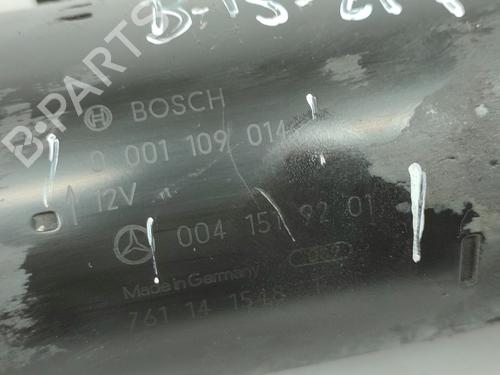 B-PARTS
BOSCH
0 001 109 014
12V
004 151 92 01
Made in Germany
761 14 1548